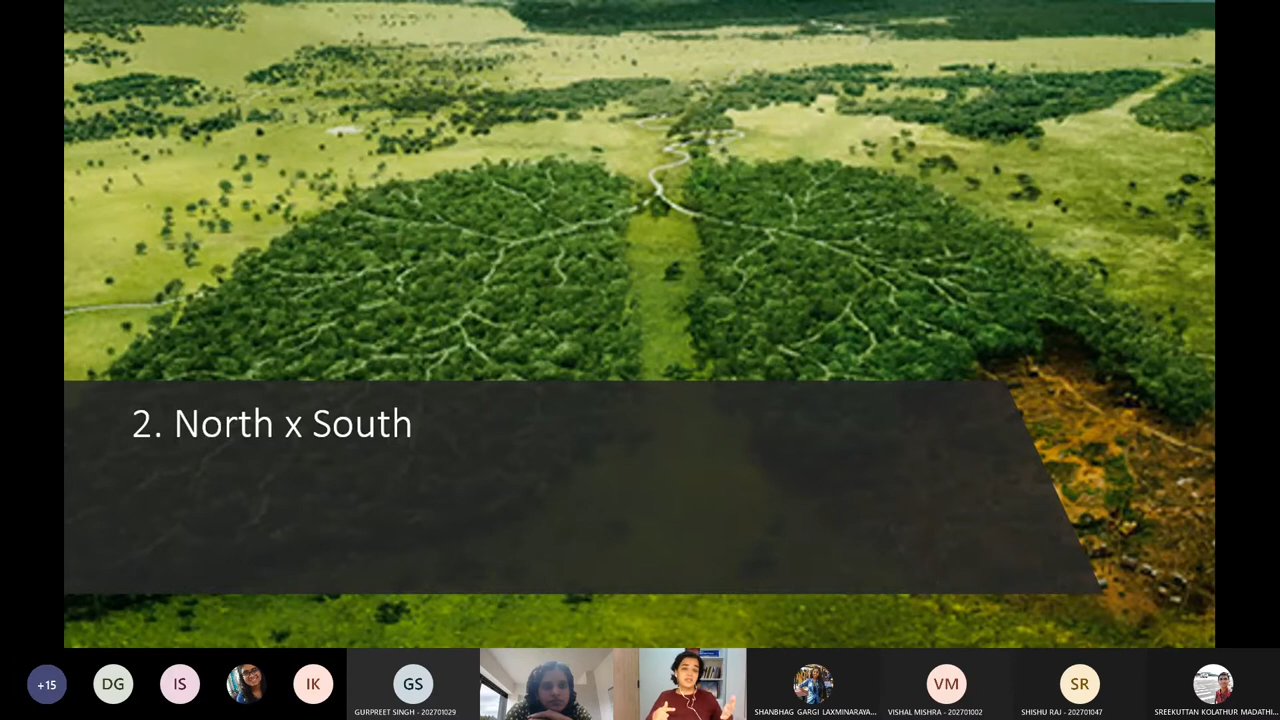 2. North x South
+15
DG
IS
IK
GS
GURPREET SINGH - 202701029
SHANBHAG GARGI LAXMINARAYA...
VM
VISHAL MISHRA - 202701002
SR
SHISHU RAJ - 202701047
SREEKUTTAN KOLATHUR MADATHI...